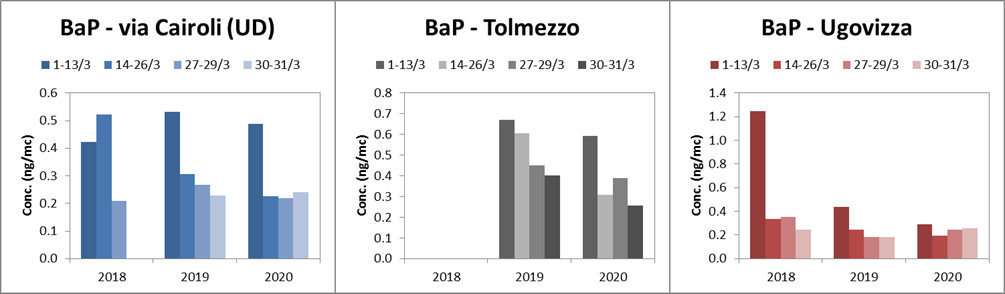 BaP - via Cairoli (UD)
1-13/3 14-26/3 27-29/3 30-31/3
Conc. (ng/mc)
0.6
0.5
0.4
0.3
0.2
0.1
0.0
2018 2019 2020
BaP - Tolmezzo
1-13/3 14-26/3 27-29/3 30-31/3
Conc. (ng/mc)
0.8
0.7
0.6
0.5
0.4
0.3
0.2
0.1
0.0
2018 2019 2020
BaP - Ugovizza
1-13/3 14-26/3 27-29/3 30-31/3
Conc. (ng/mc)
1.4
1.2
1.0
0.8
0.6
0.4
0.2
0.0
2018 2019 2020